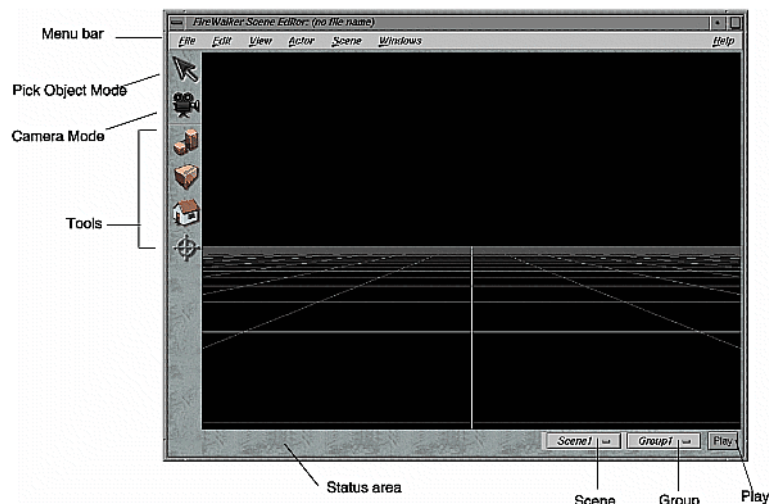 FireWalker Scene Editor: (no file name)
Menu bar
File Edit View Actor Scene Windows Help
Pick Object Mode
Camera Mode
Tools
Scene1 Group1 Play
Status area
Scene Group Play